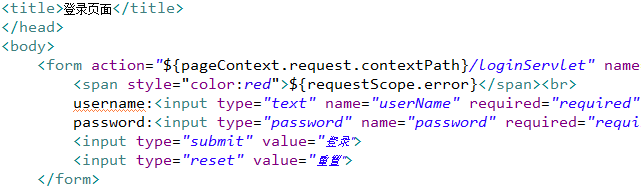 <title>登录页面</title>
</head>
<body>
<form action="${pageContext.request.contextPath}/loginServlet" name
<span style="color:red">${requestScope.error}</span><br>
username:<input type="text" name="userName" required="required"
password:<input type="password" name="password" required="requi
<input type="submit" value="登录">
<input type="reset" value="重置">
</form>